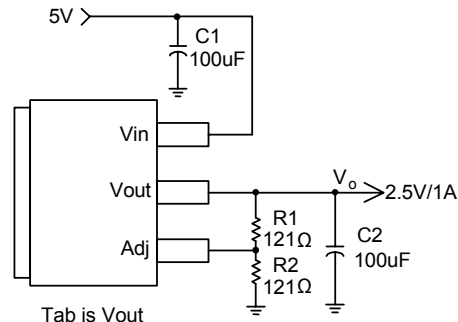 5V
C1
100uF
Vin
Vout
Adj
Vo
2.5V/1A
R1
121Ω
R2
121Ω
C2
100uF
Tab is Vout